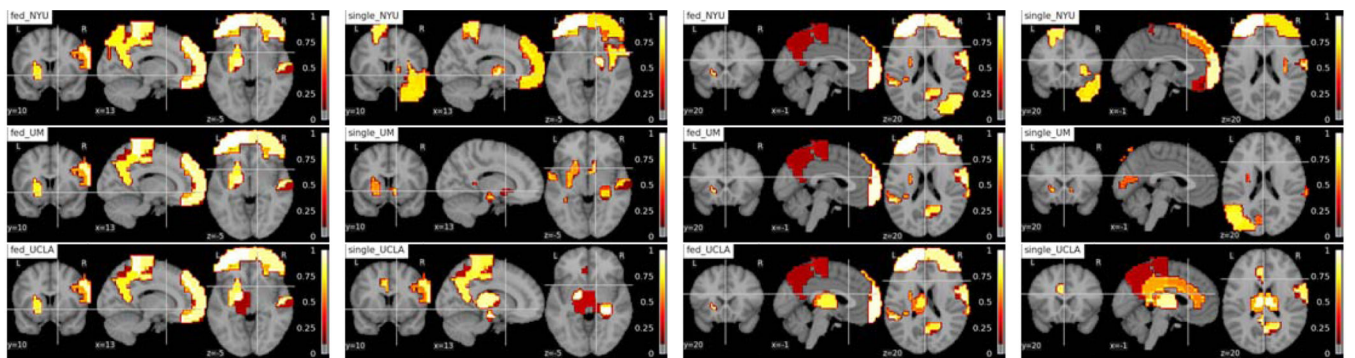 fed_NYU
L R
1
0.75
0.5
0.25
0
y=10 x=13 z=-5
single_NYU
L R
1
0.75
0.5
0.25
0
y=10 x=13 z=-5
fed_NYU
L R
1
0.75
0.5
0.25
0
y=20 x=-1 z=20
single_NYU
L R
1
0.75
0.5
0.25
0
y=20 x=-1 z=20
fed_UM
L R
1
0.75
0.5
0.25
0
y=10 x=13 z=-5
single_UM
L R
1
0.75
0.5
0.25
0
y=10 x=13 z=-5
fed_UM
L R
1
0.75
0.5
0.25
0
y=20 x=-1 z=20
single_UM
L R
1
0.75
0.5
0.25
0
y=20 x=-1 z=20
fed_UCLA
L R
1
0.75
0.5
0.25
0
y=10 x=13 z=-5
single_UCLA
L R
1
0.75
0.5
0.25
0
y=10 x=13 z=-5
fed_UCLA
L R
1
0.75
0.5
0.25
0
y=20 x=-1 z=20
single_UCLA
L R
1
0.75
0.5
0.25
0
y=20 x=-1 z=20